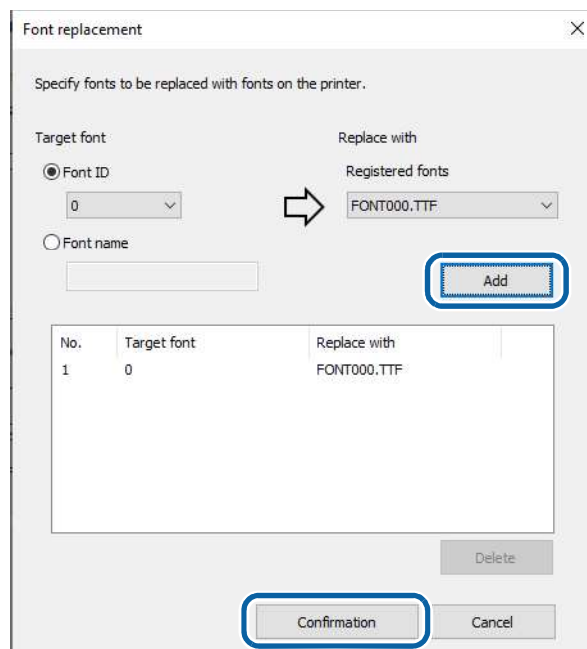 Font replacement
Specify fonts to be replaced with fonts on the printer.
Target font Replace with
Font ID Registered fonts
0 FONT000.TTF
Font name
Add
No. Target font Replace with
1 0 FONT000.TTF
Delete
Confirmation Cancel